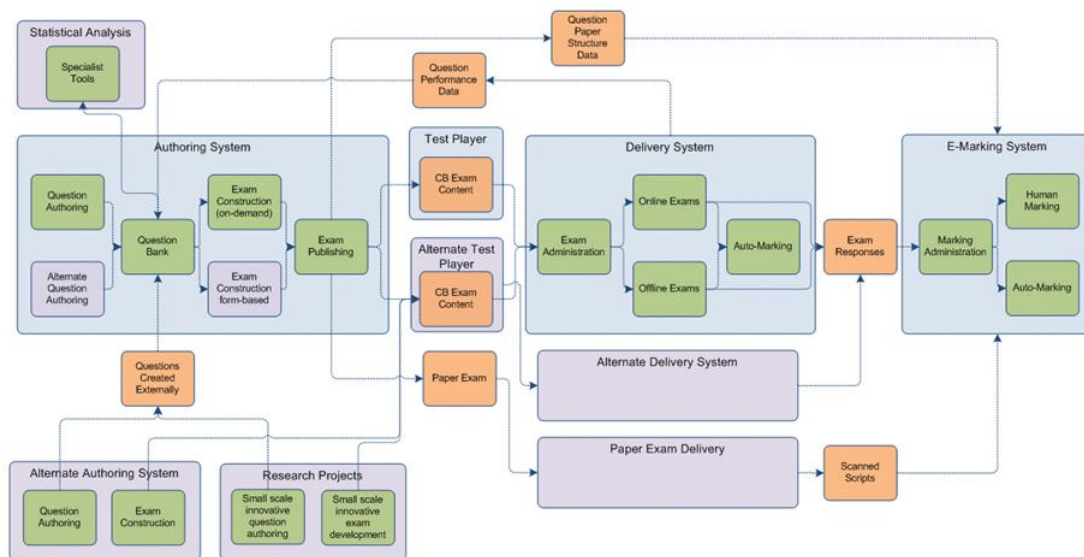 Statistical Analysis
Specialist
Tools
Question
Performance
Data
Question
Paper
Structure
Data
Authoring System
Question
Authoring
Alternate
Question
Authoring
Question
Bank
Exam
Construction
(on-demand)
Exam
Construction
form-based
Exam
Publishing
Test Player
CB Exam
Content
Alternate Test
Player
CB Exam
Content
Delivery System
Exam
Administration
Online Exams
Offline Exams
Auto-Marking
Exam
Responses
E-Marking System
Marking
Administration
Human
Marking
Auto-Marking
Questions
Created
Externally
Paper Exam
Alternate Delivery System
Paper Exam Delivery
Scanned
Scripts
Alternate Authoring System
Question
Authoring
Exam
Construction
Research Projects
Small scale
innovative
question
authoring
Small scale
innovative
exam
development